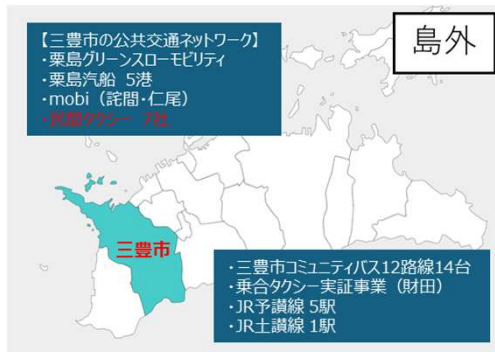 島外
【三豊市の公共交通ネットワーク】
・粟島グリーンスローモビリティ
・粟島汽船 5港
・mobi（詫間・仁尾）
・民間タクシー 7社
三豊市
・三豊市コミュニティバス12路線14台
・乗合タクシー実証事業（財田）
・JR予讃線 5駅
・JR土讃線 1駅